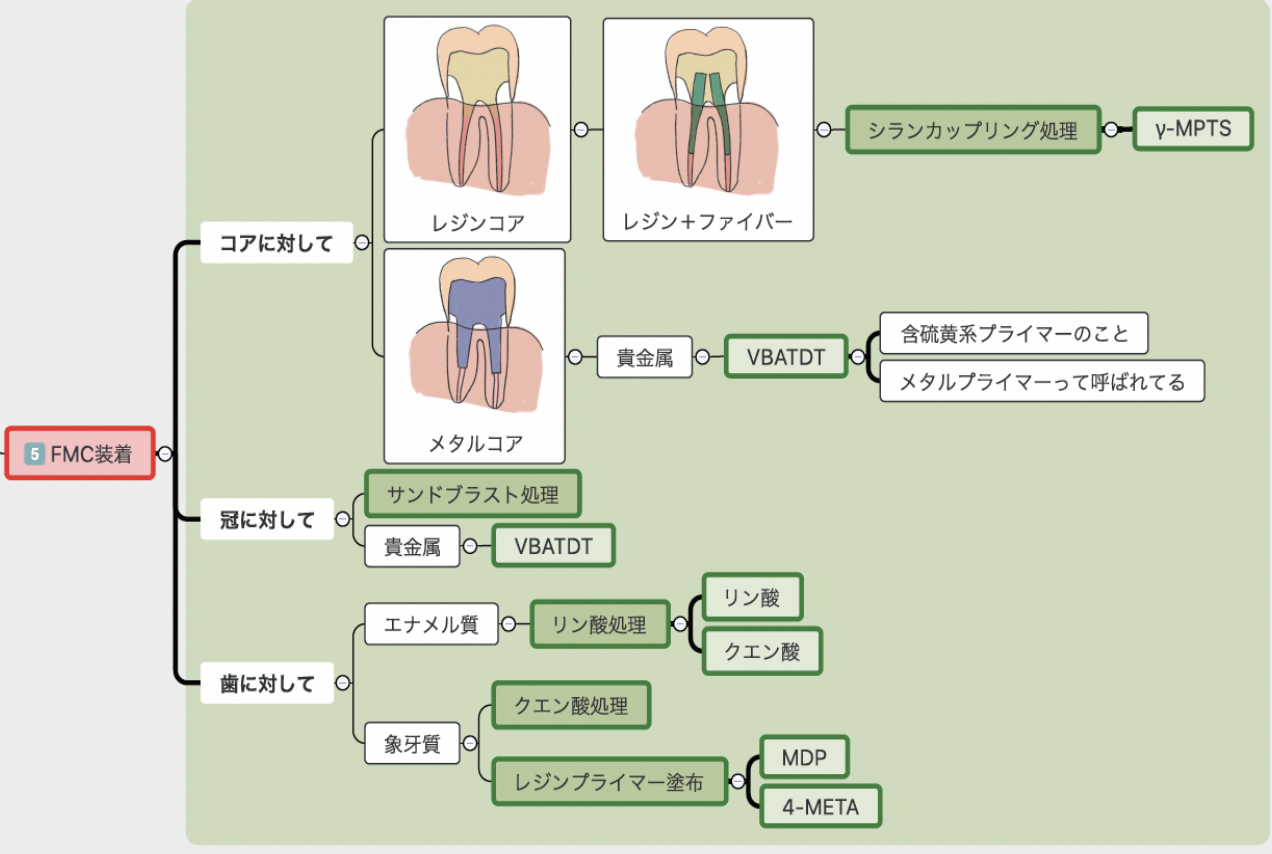 5 FMC装着
コアに対して
レジンコア
レジン＋ファイバー
シランカップリング処理
γ-MPTS
メタルコア
貴金属
VBATDT
含硫黄系プライマーのこと
メタルプライマーって呼ばれてる
冠に対して
サンドブラスト処理
貴金属
VBATDT
歯に対して
エナメル質
リン酸処理
リン酸
クエン酸
象牙質
クエン酸処理
レジンプライマー塗布
MDP
4-META